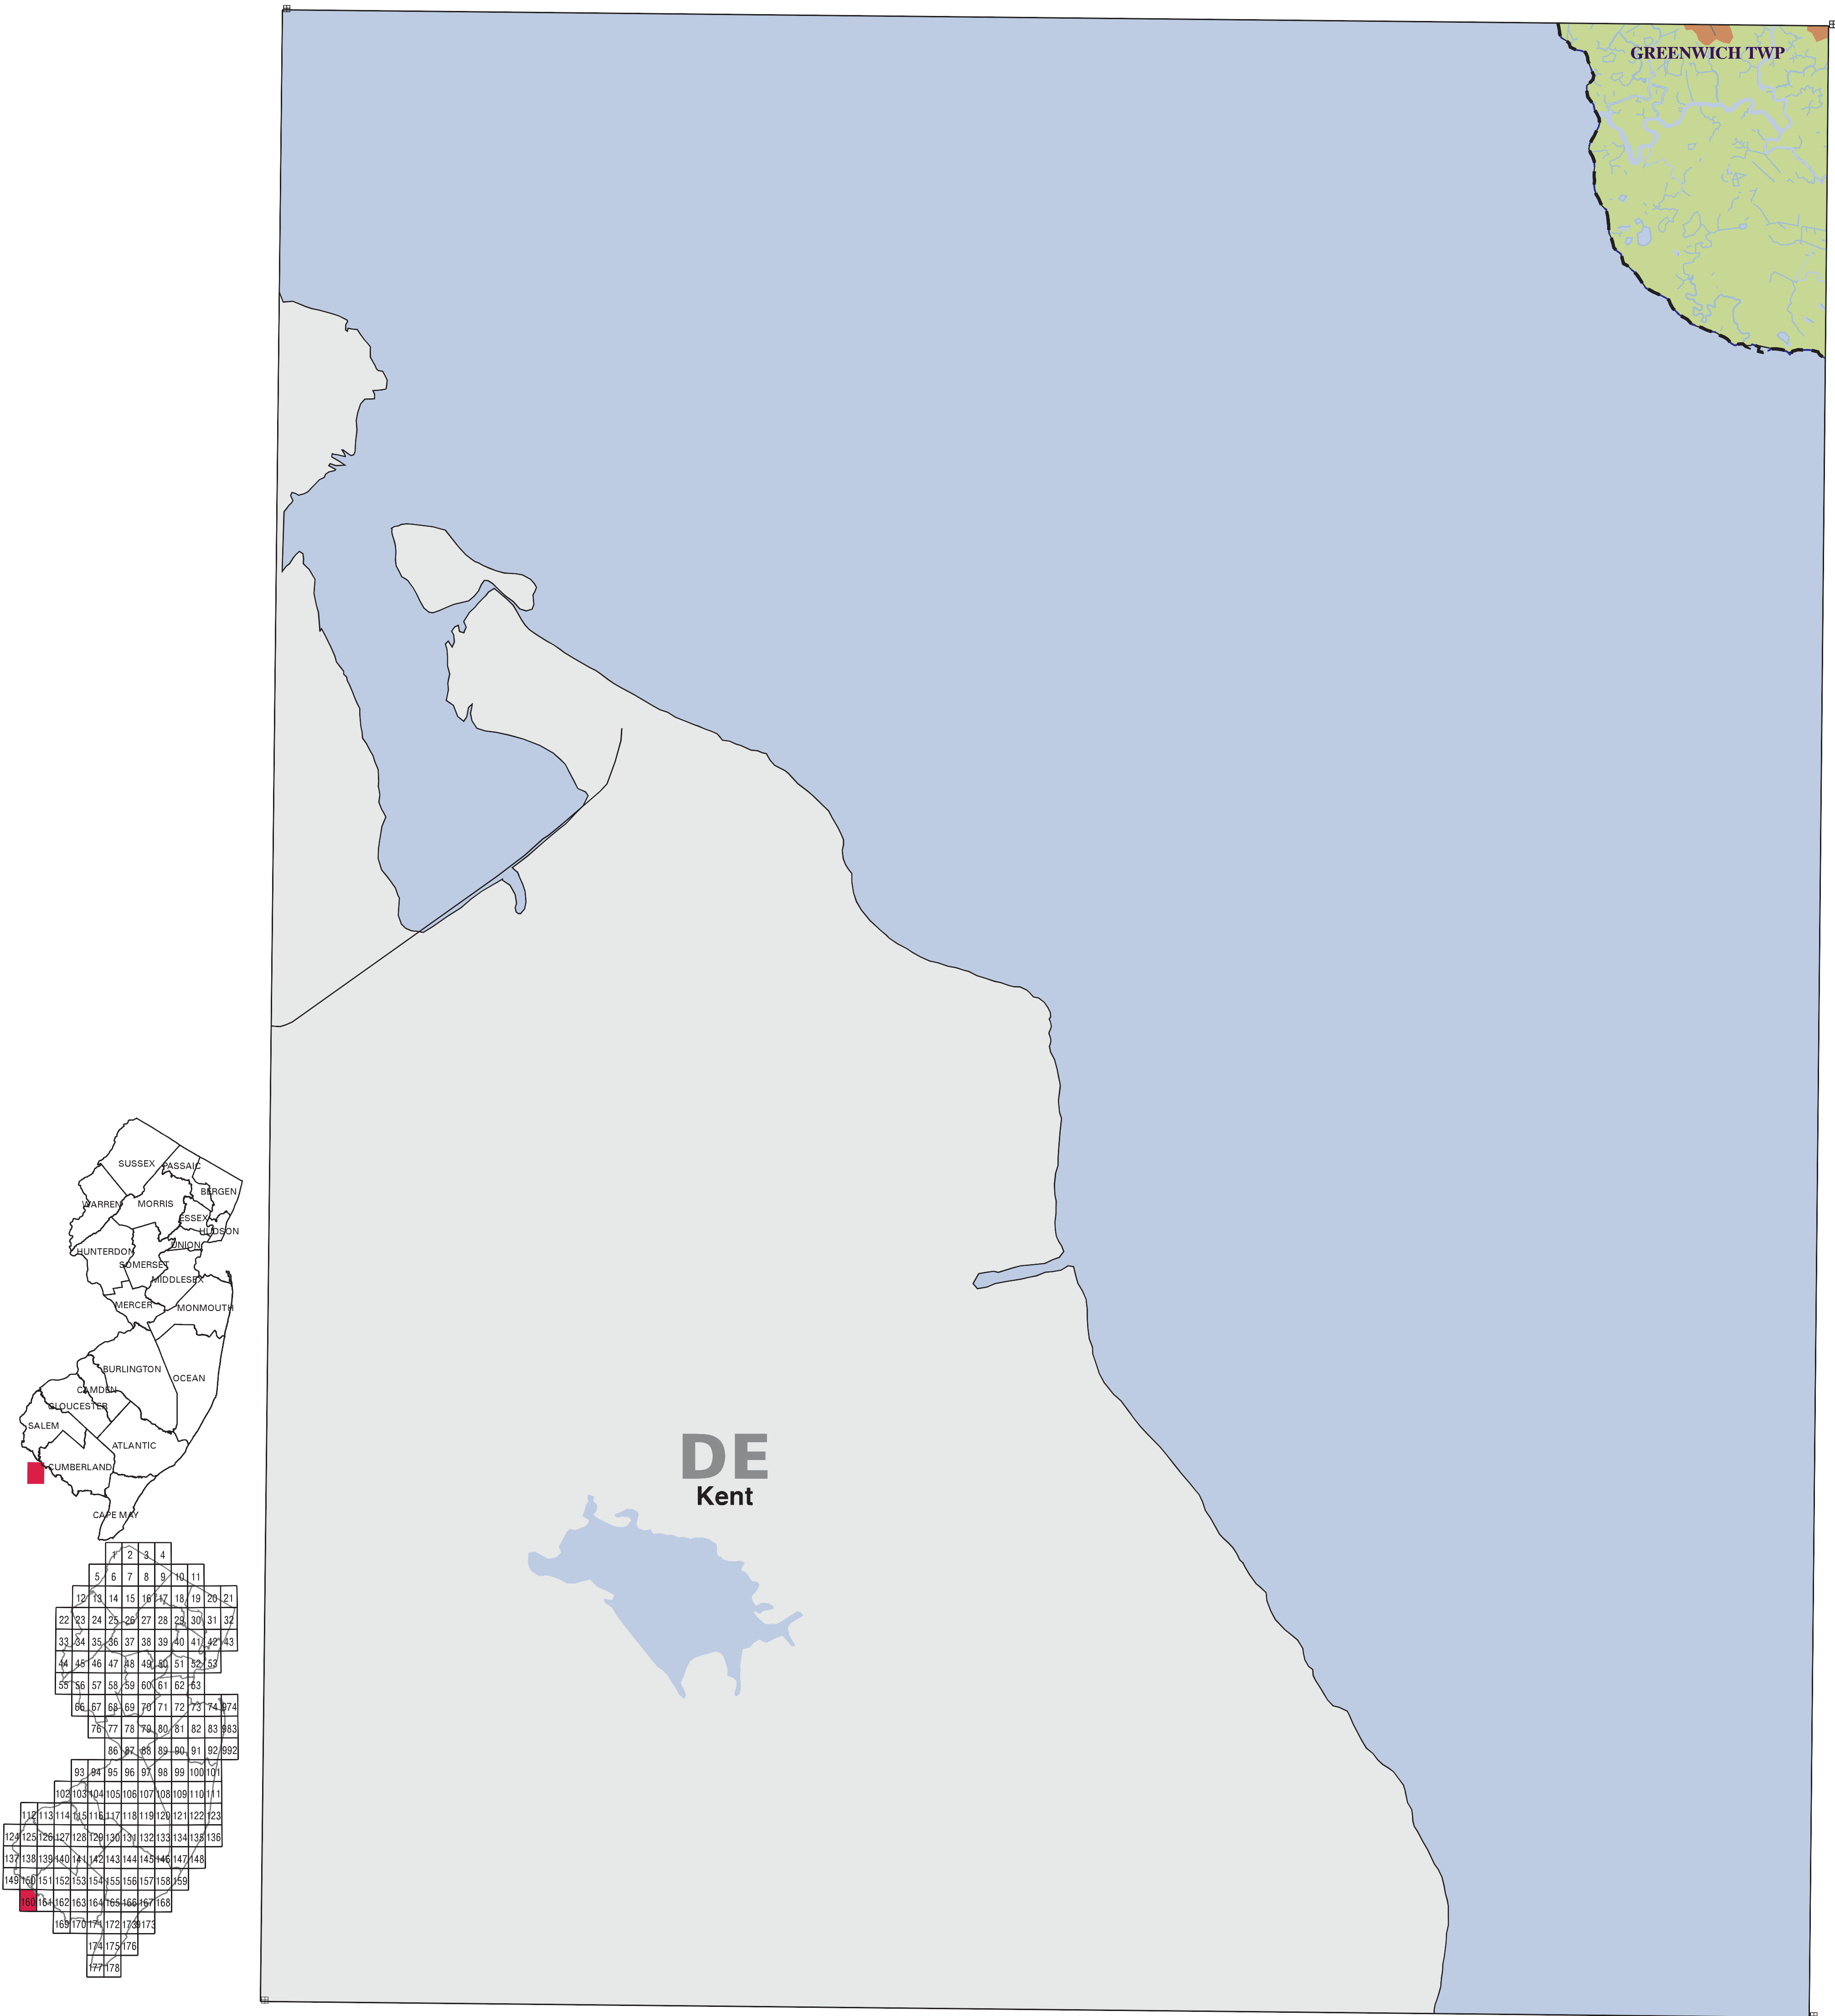 GREENWICH TWP
DE
Kent
SUSSEX
PASSAIC
BERGEN
WARREN
MORRIS
ESSEX
HUDSON
UNION
HUNTERDON
SOMERSET
MIDDLESEX
MERCER
MONMOUTH
BURLINGTON
OCEAN
CAMDEN
GLOUCESTER
SALEM
ATLANTIC
CUMBERLAND
CAPE MAY
1 2 3 4
5 6 7 8 9 10 11
12 13 14 15 16 17 18 19 20 21
22 23 24 25 26 27 28 29 30 31 32
33 34 35 36 37 38 39 40 41 42 43
44 45 46 47 48 49 50 51 52 53
55 56 57 58 59 60 61 62 63
66 67 68 69 70 71 72 73 74 974
76 77 78 79 80 81 82 83 983
86 87 88 89 90 91 92 992
93 94 95 96 97 98 99 100 101
102 103 104 105 106 107 108 109 110 111
112 113 114 115 116 117 118 119 120 121 122 123
124 125 126 127 128 129 130 131 132 133 134 135 136
137 138 139 140 141 142 143 144 145 146 147 148
149 150 151 152 153 154 155 156 157 158 159
160 161 162 163 164 165 166 167 168
169 170 171 172 173 173
174 175 176
177 178